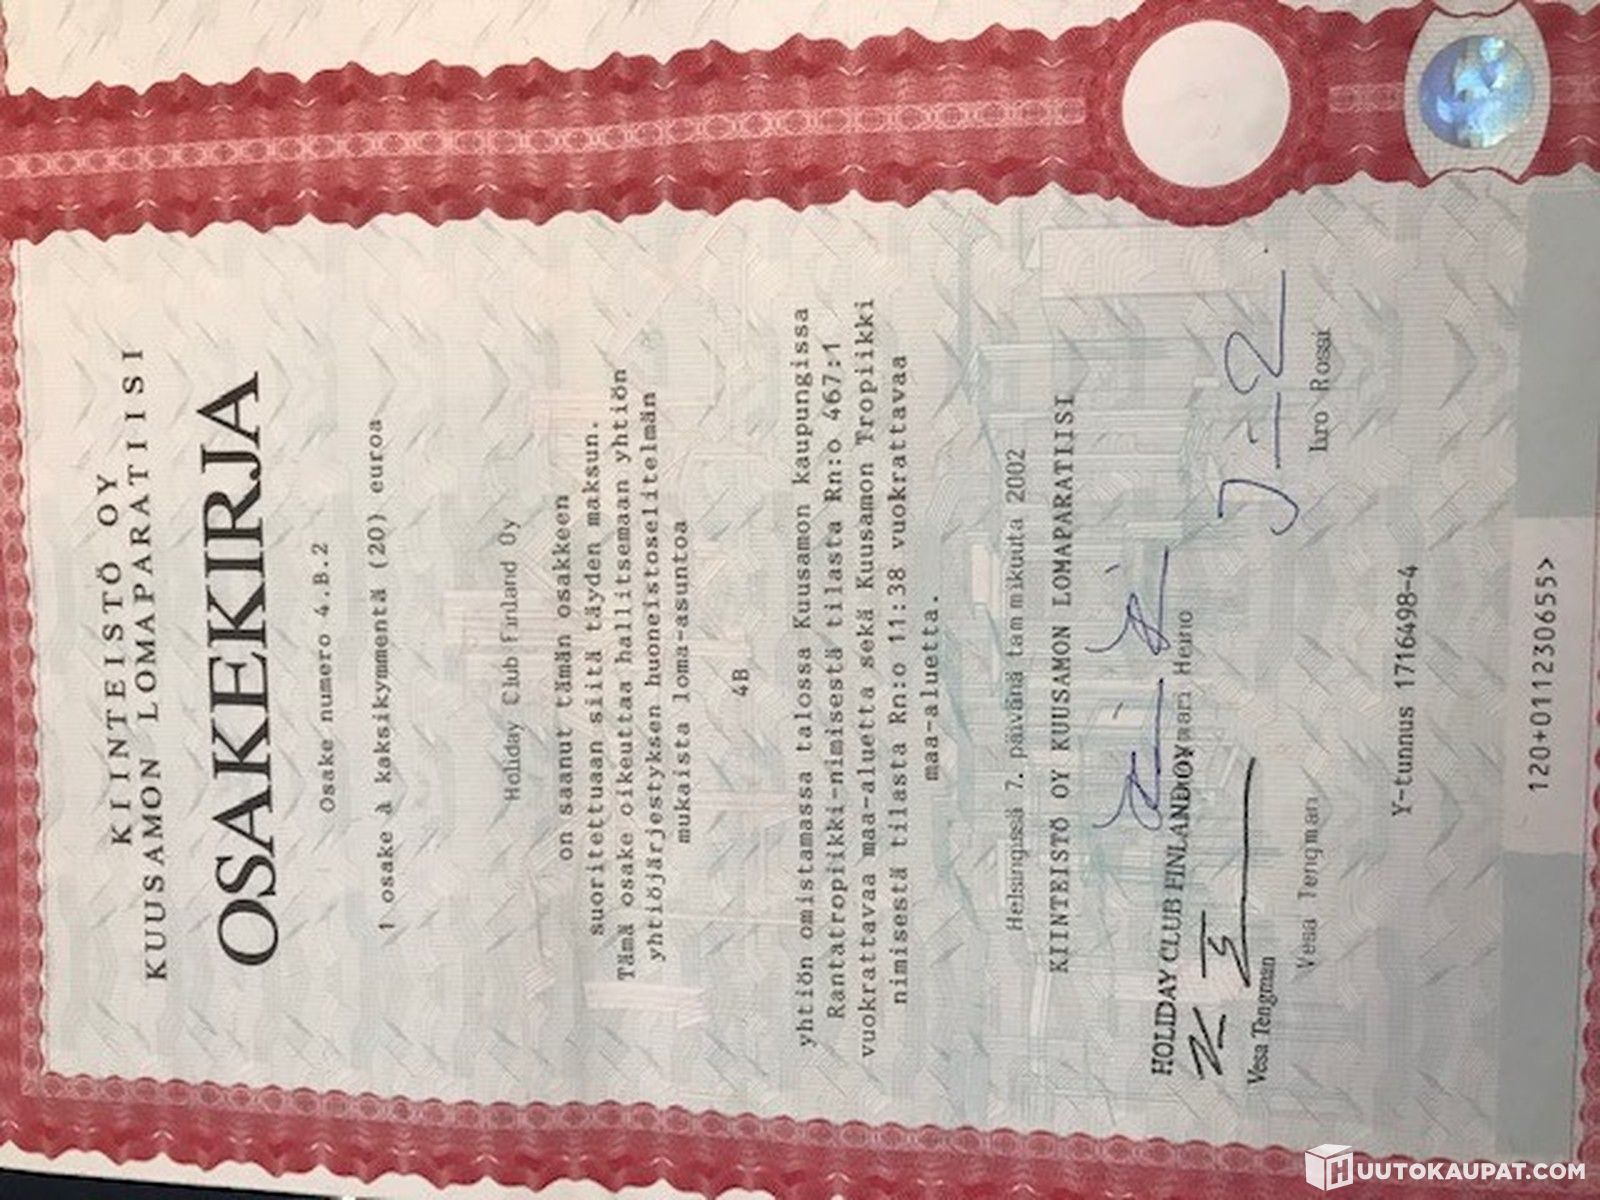 KIINTEISTÖ OY
KUUSAMON LOMAPARATIISI
OSAKEKIRJA
Osake numero 4.B.2
1 osake à kaksikymmentä (20) euroa
Holiday Club Finland Oy
on saanut tämän osakkeen
suoritettuaan siitä täyden maksun.
Tämä osake oikeuttaa hallitsemaan yhtiön
yhtiöjärjestyksen huoneistoselitelmän
mukaista loma-asuntoa
4B
yhtiön omistamassa talossa Kuusamon kaupungissa
Rantatropiikki-nimisestä tilasta Rn:o 467:1
vuokrattavaa maa-aluetta sekä Kuusamon Tropiikki
nimisestä tilasta Rn:o 11:38 vuokrattavaa
maa-aluetta.
Helsingissä 7. päivänä tammikuuta 2002
KIINTEISTÖ OY KUUSAMON LOMAPARATIISI
HOLIDAY CLUB FINLAND OY
Heino
Vesa Tengman
Vesa Tengman
Rossi
Y-tunnus 1716498-4
120+011230655>
HUUTOKAUPAT.COM